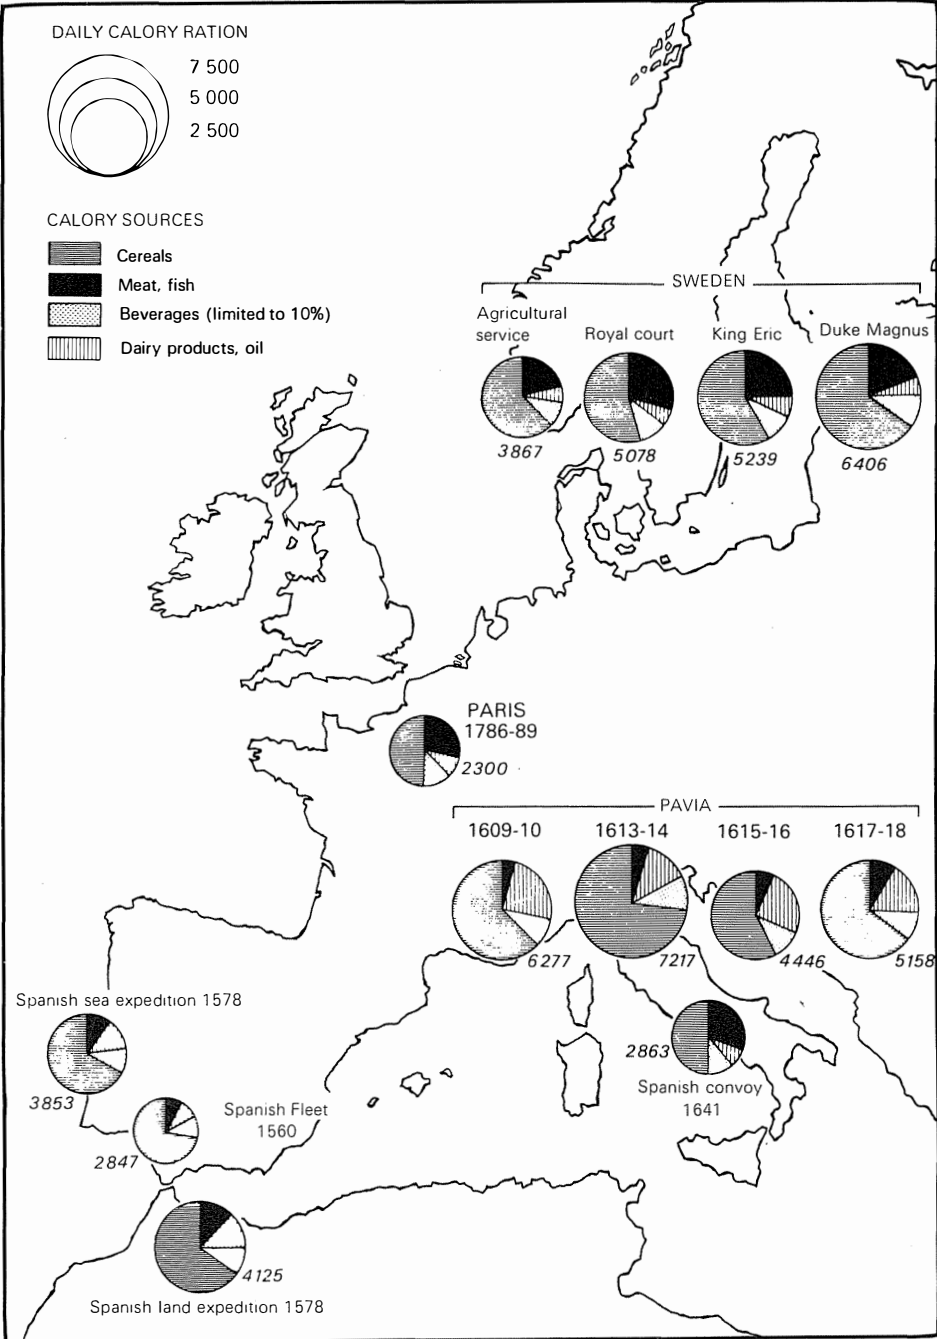 DAILY CALORY RATION
7 500
5 000
2 500
CALORY SOURCES
Cereals
Meat, fish
Beverages (limited to 10%)
Dairy products, oil
SWEDEN
Agricultural
service
Royal court
King Eric
Duke Magnus
3867
5078
5239
6406
PARIS
1786-89
2300
PAVIA
1609-10
1613-14
1615-16
1617-18
6277
7217
4446
5158
Spanish sea expedition 1578
3853
2863
Spanish convoy
1641
Spanish Fleet
1560
2847
4125
Spanish land expedition 1578